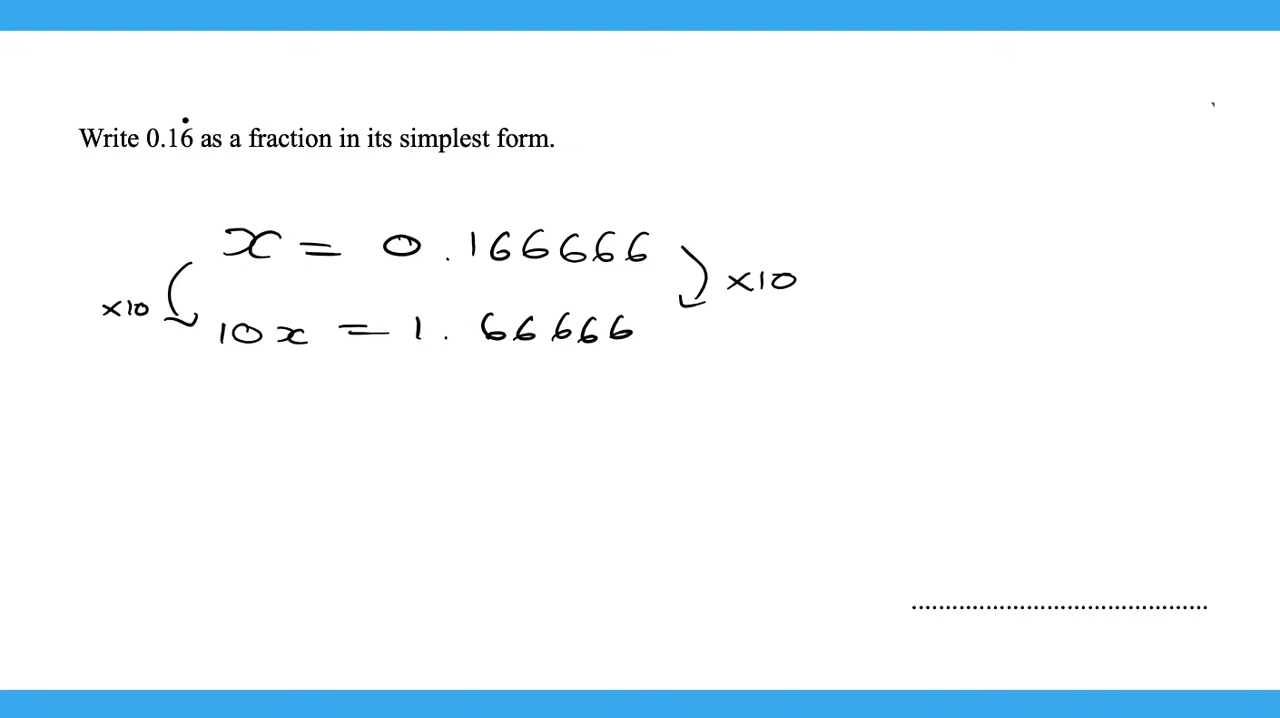 Write 0.16̇ as a fraction in its simplest form.
x = 0.166666
×10
×10
10x = 1.66666